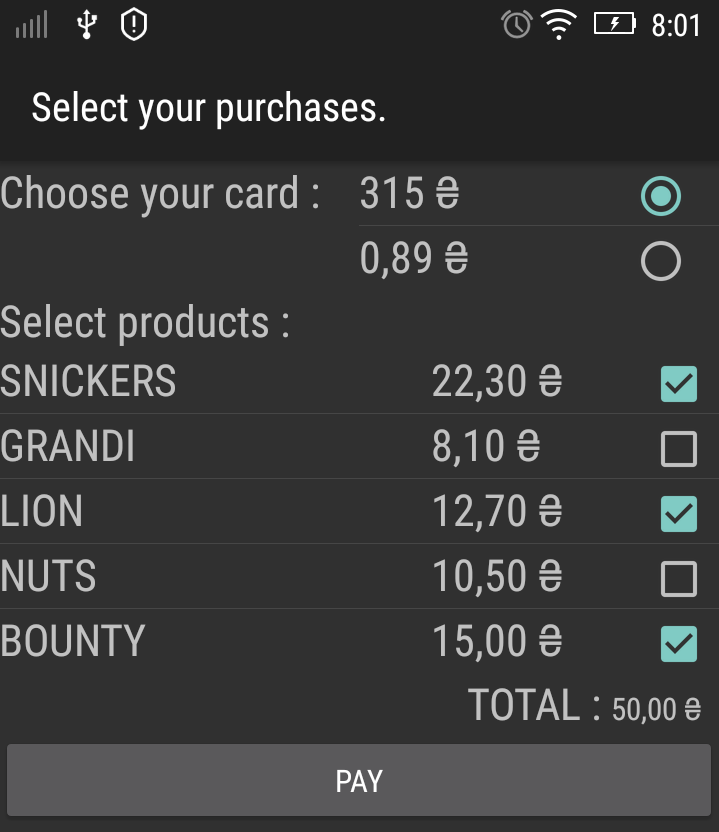 8:01
Select your purchases.
Choose your card : 315 ₴
0,89 ₴
Select products :
SNICKERS 22,30 ₴
GRANDI 8,10 ₴
LION 12,70 ₴
NUTS 10,50 ₴
BOUNTY 15,00 ₴
TOTAL : 50,00 ₴
PAY